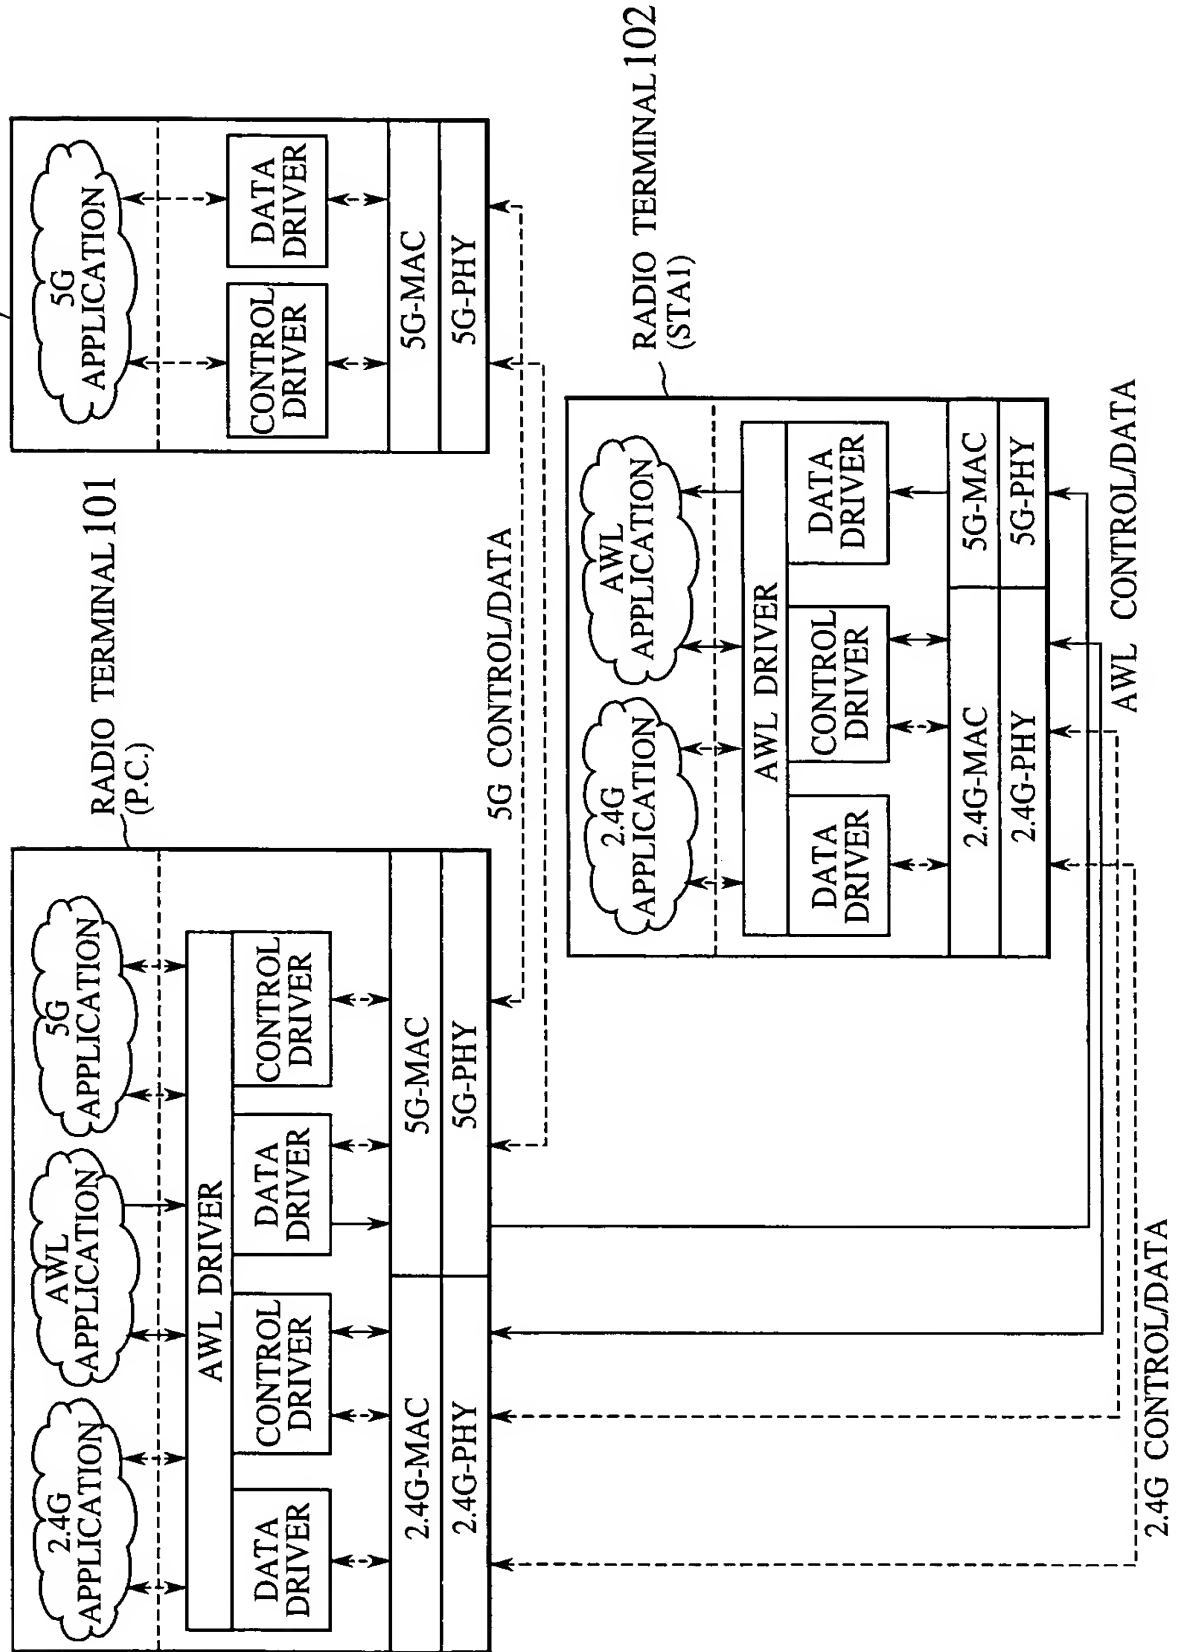 RADIO TERMINAL 101
(P.C.)
2.4G
APPLICATION
AWL
APPLICATION
5G
APPLICATION
AWL DRIVER
DATA
DRIVER
CONTROL
DRIVER
DATA
DRIVER
CONTROL
DRIVER
2.4G-MAC
5G-MAC
2.4G-PHY
5G-PHY
5G
APPLICATION
CONTROL
DRIVER
DATA
DRIVER
5G-MAC
5G-PHY
5G CONTROL/DATA
RADIO TERMINAL 102
(STA1)
2.4G
APPLICATION
AWL
APPLICATION
AWL DRIVER
DATA
DRIVER
CONTROL
DRIVER
DATA
DRIVER
2.4G-MAC
5G-MAC
2.4G-PHY
5G-PHY
AWL CONTROL/DATA
2.4G CONTROL/DATA